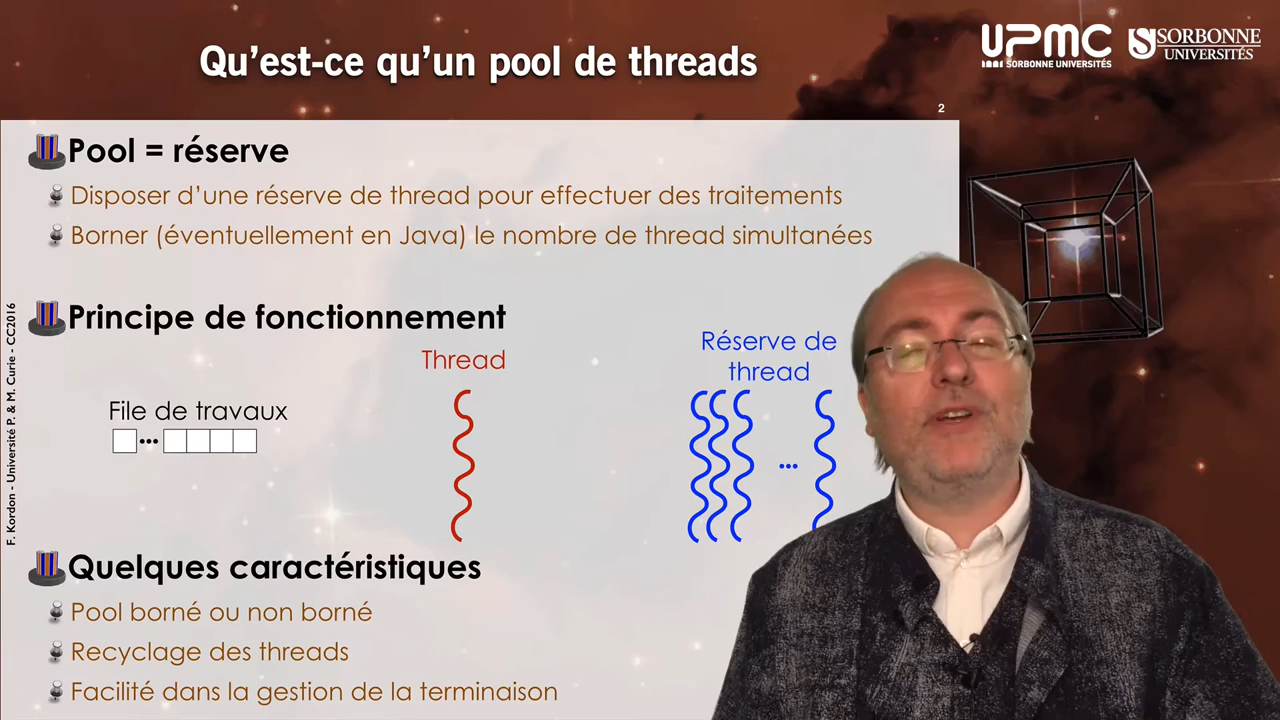 Qu'est-ce qu'un pool de threads
UPMC
SORBONNE UNIVERSITÉS
SORBONNE
UNIVERSITÉS
2
Pool = réserve
Disposer d'une réserve de thread pour effectuer des traitements
Borner (éventuellement en Java) le nombre de thread simultanées
Principe de fonctionnement
Thread
Réserve de
thread
File de travaux
...
...
Quelques caractéristiques
Pool borné ou non borné
Recyclage des threads
Facilité dans la gestion de la terminaison
F. Kordon - Université P. & M. Curie - CC2016